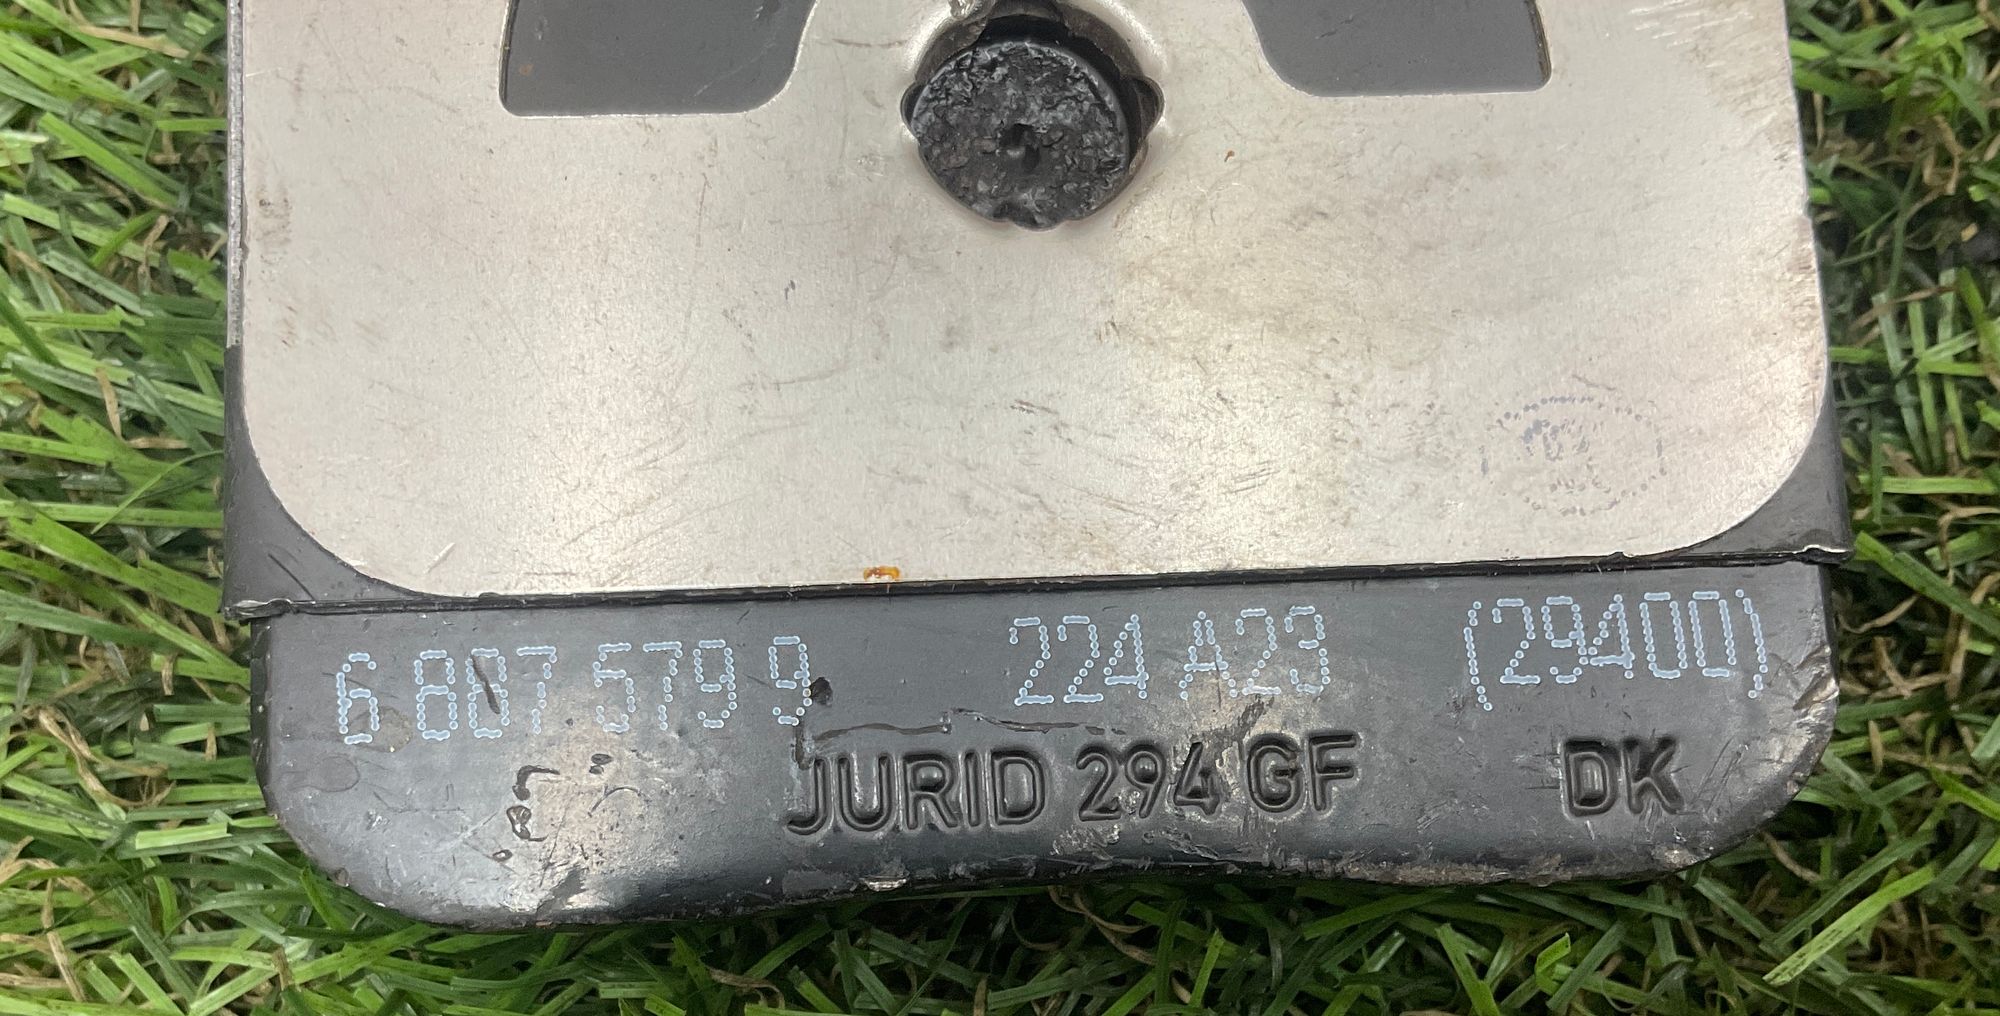 6 887 579 9 224 A23 (29400)
JURID 294 GF DK